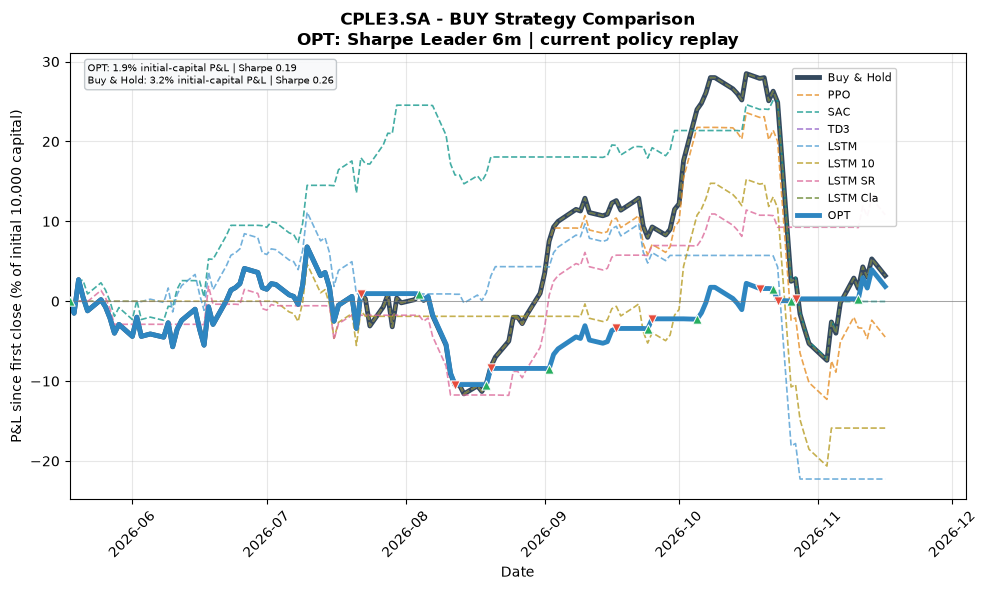 CPLE3.SA - BUY Strategy Comparison
OPT: Sharpe Leader 6m | current policy replay
OPT: 1.9% initial-capital P&L | Sharpe 0.19
Buy & Hold: 3.2% initial-capital P&L | Sharpe 0.26
Buy & Hold
PPO
SAC
TD3
LSTM
LSTM 10
LSTM SR
LSTM Cla
OPT
P&L since first close (% of initial 10,000 capital)
30
20
10
0
−10
−20
2026-06
2026-07
2026-08
2026-09
2026-10
2026-11
2026-12
Date